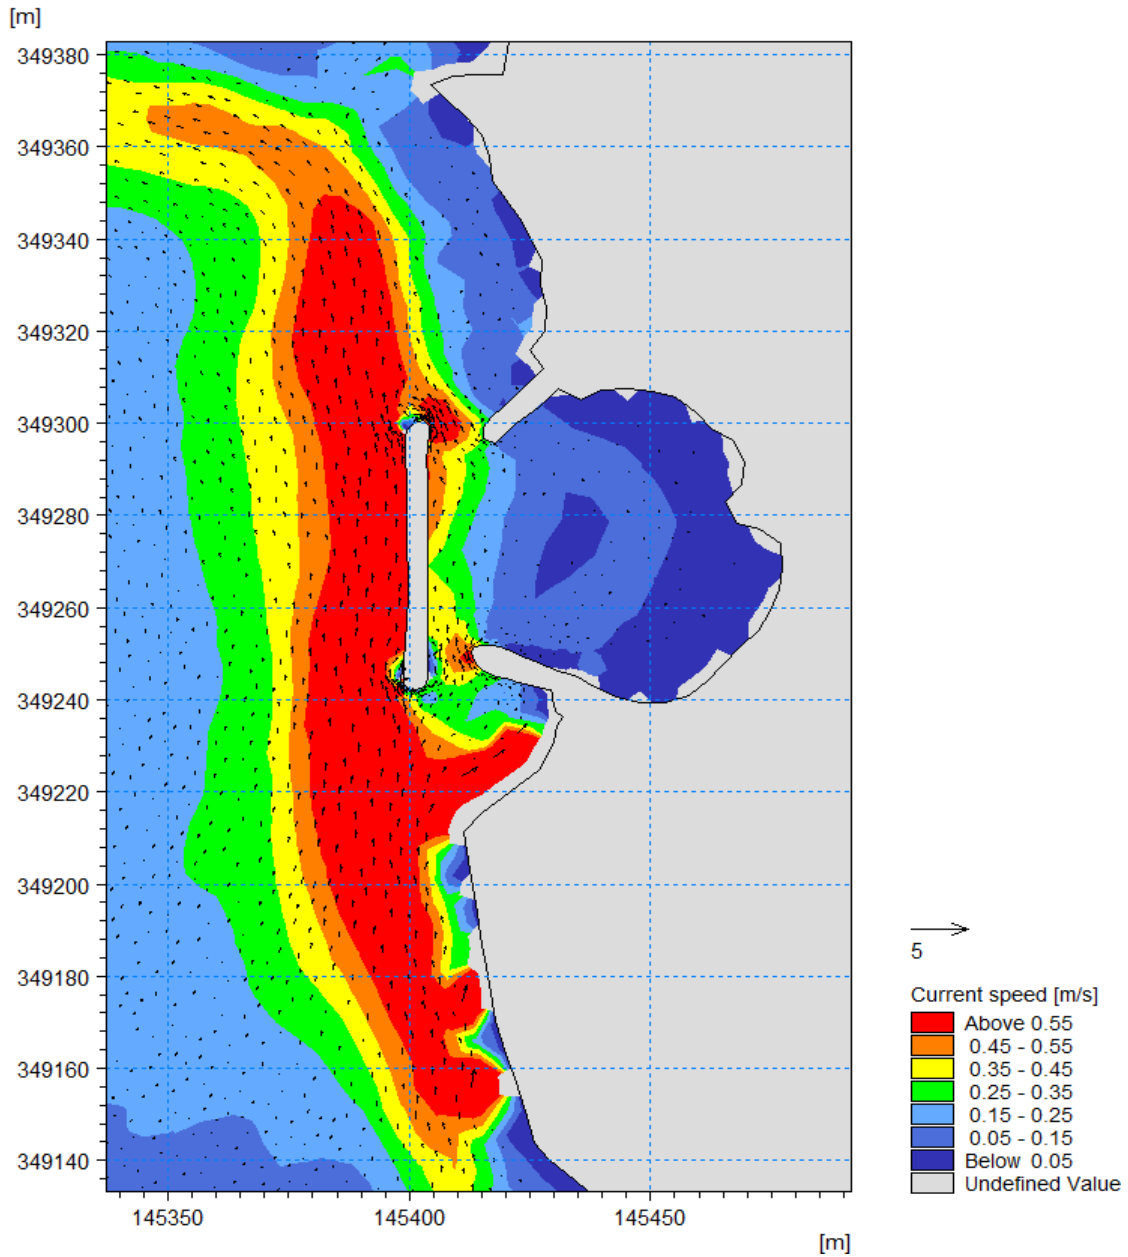 [m]
349380
349360
349340
349320
349300
349280
349260
349240
349220
349200
349180
349160
349140
145350 145400 145450
[m]
5
Current speed [m/s]
Above 0.55
0.45 - 0.55
0.35 - 0.45
0.25 - 0.35
0.15 - 0.25
0.05 - 0.15
Below 0.05
Undefined Value